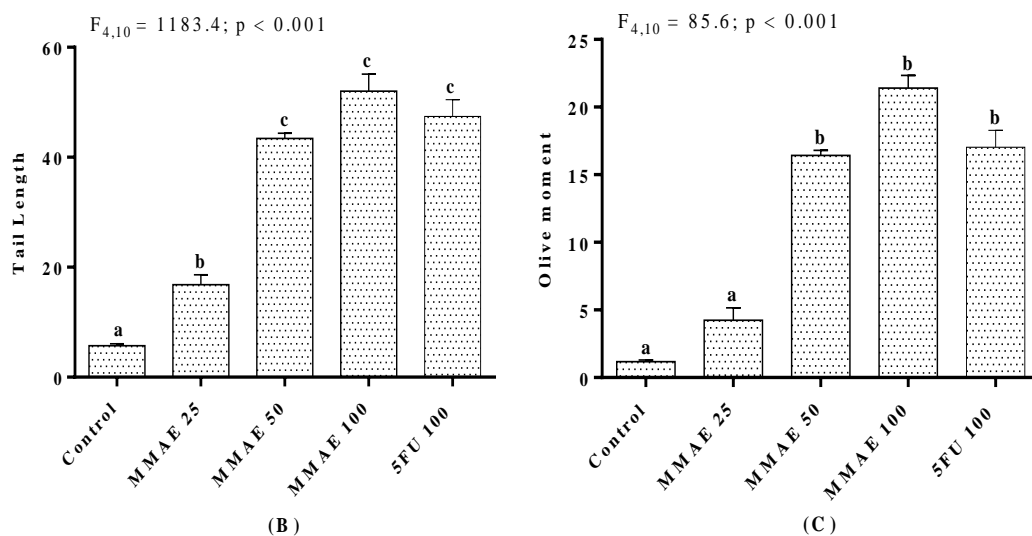 F4,10 = 1183.4; p < 0.001
60
40
20
0
Tail Length
a
b
c
c
c
Control
MMAE 25
MMAE 50
MMAE 100
5FU 100
(B)
F4,10 = 85.6; p < 0.001
25
20
15
10
5
0
Olive moment
a
a
b
b
b
Control
MMAE 25
MMAE 50
MMAE 100
5FU 100
(C)